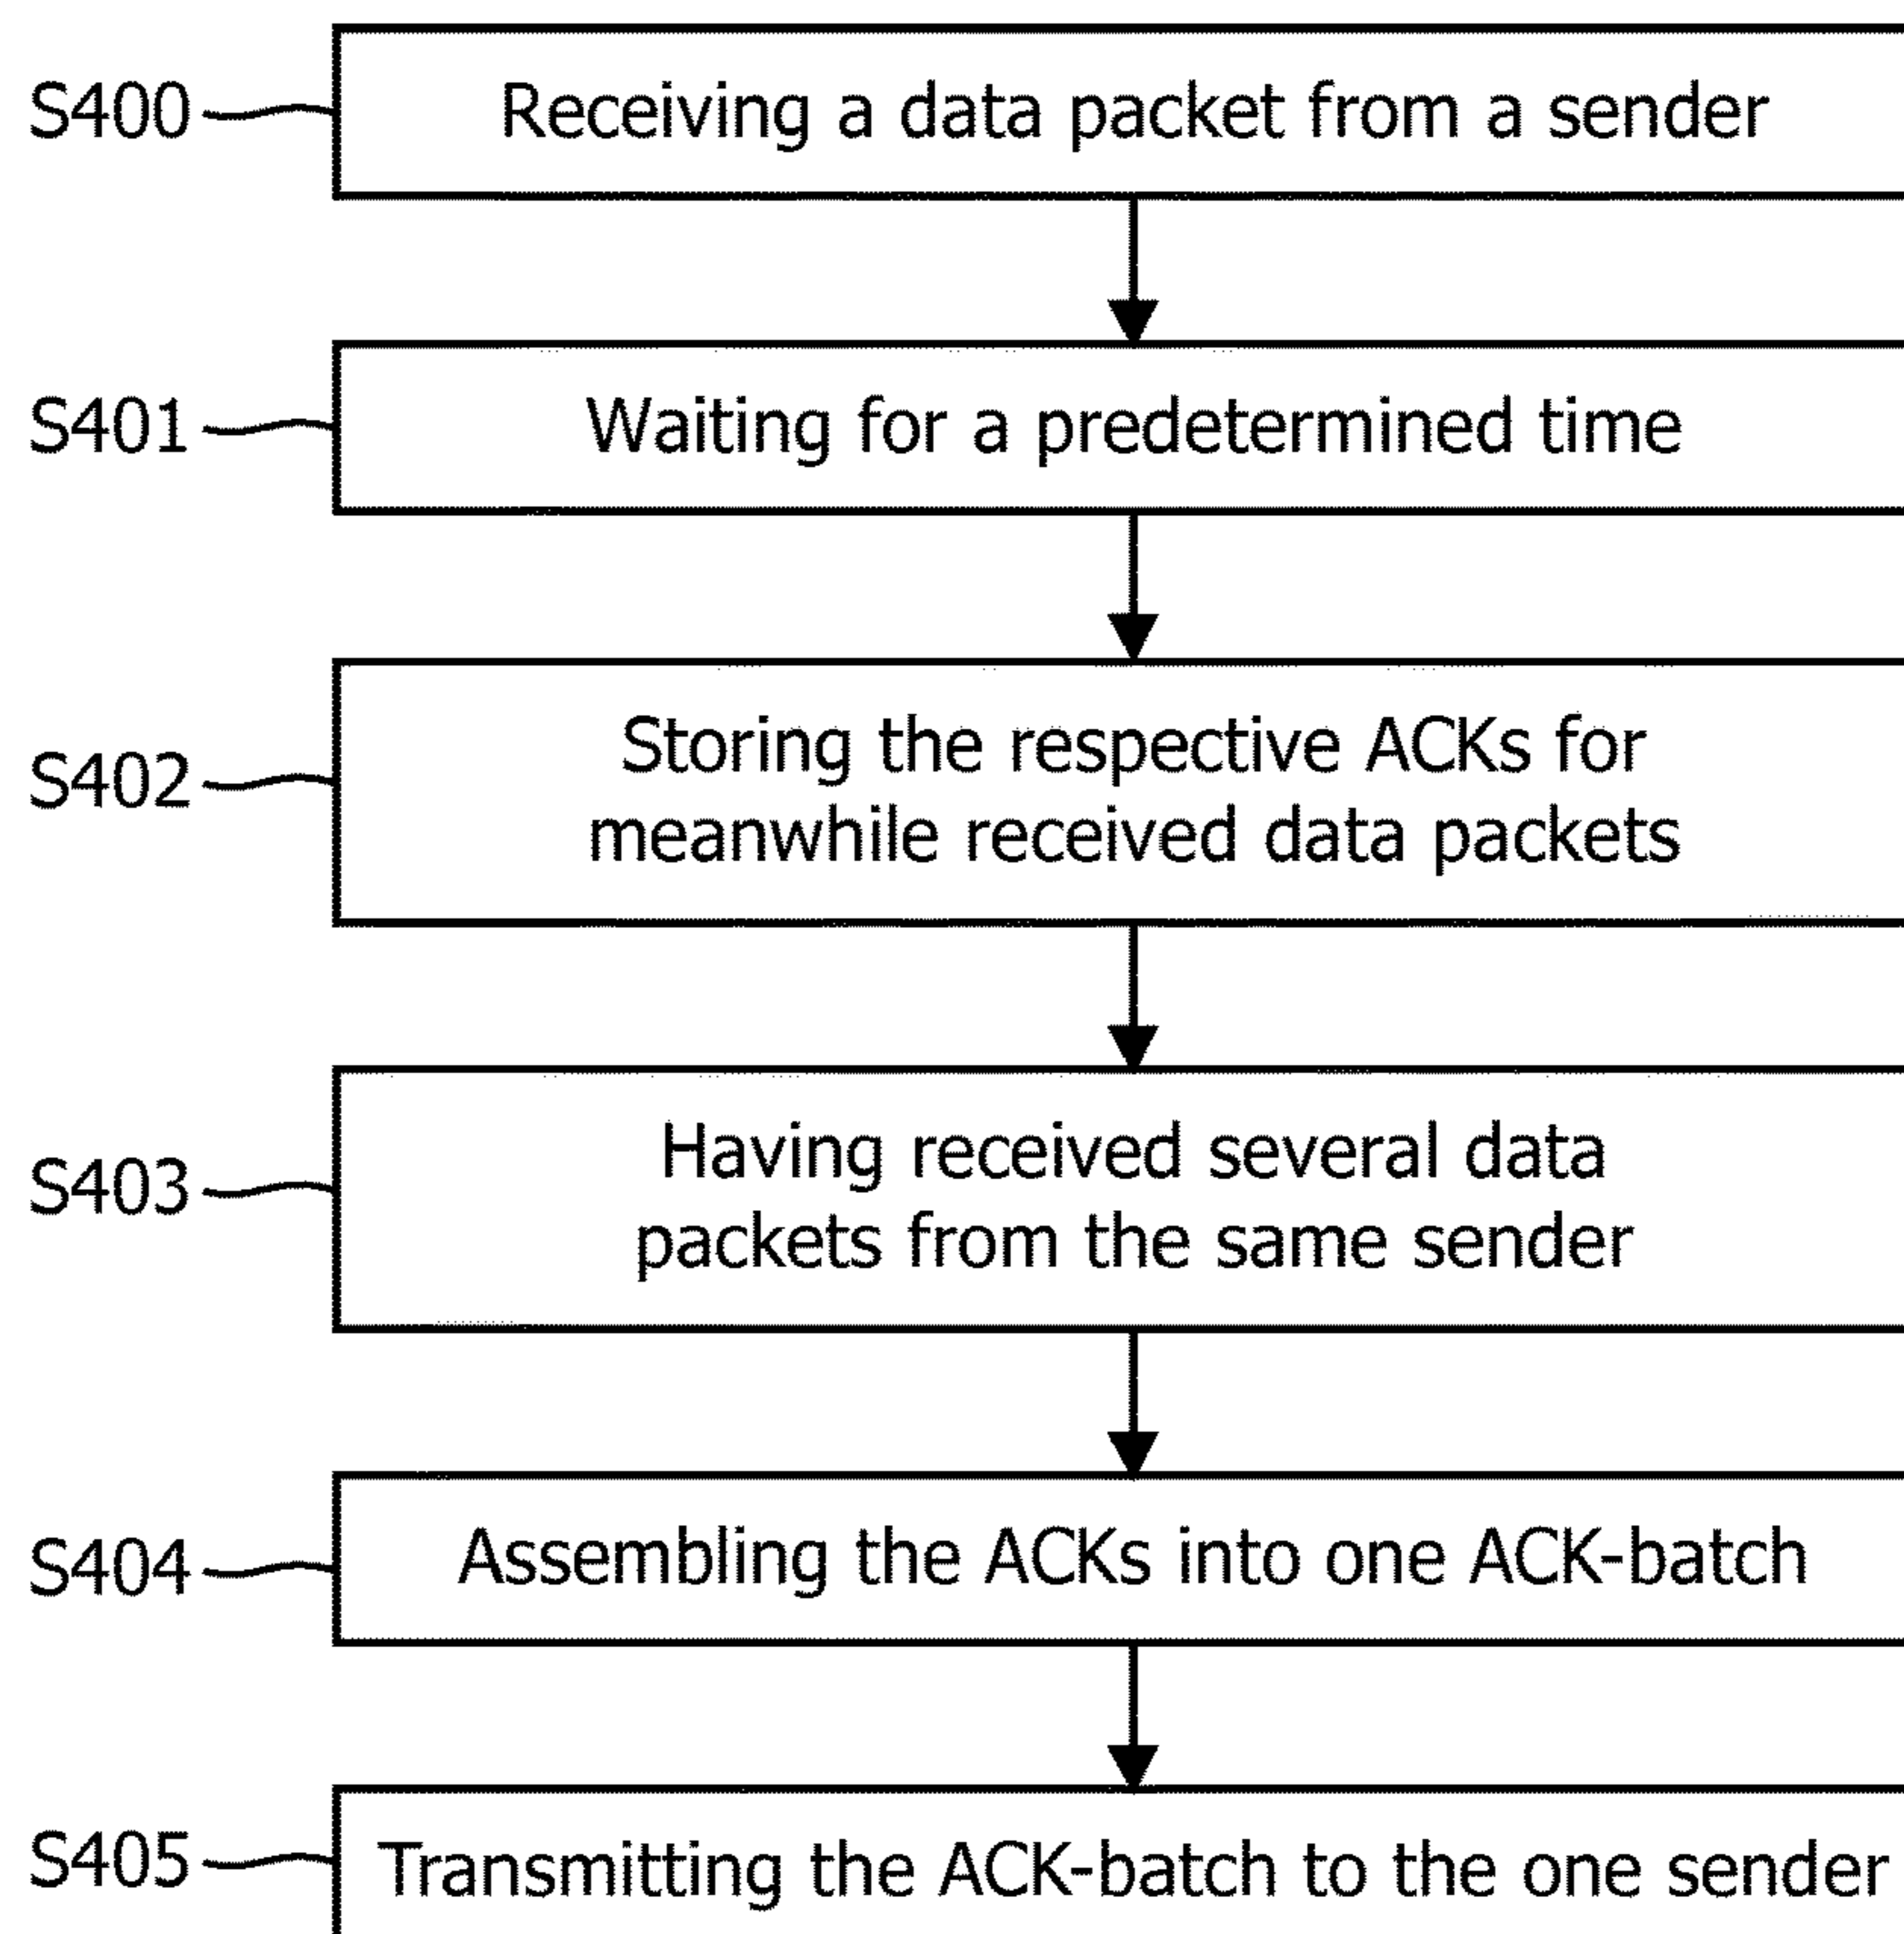 S400 Receiving a data packet from a sender
S401 Waiting for a predetermined time
S402 Storing the respective ACKs for
meanwhile received data packets
S403 Having received several data
packets from the same sender
S404 Assembling the ACKs into one ACK-batch
S405 Transmitting the ACK-batch to the one sender